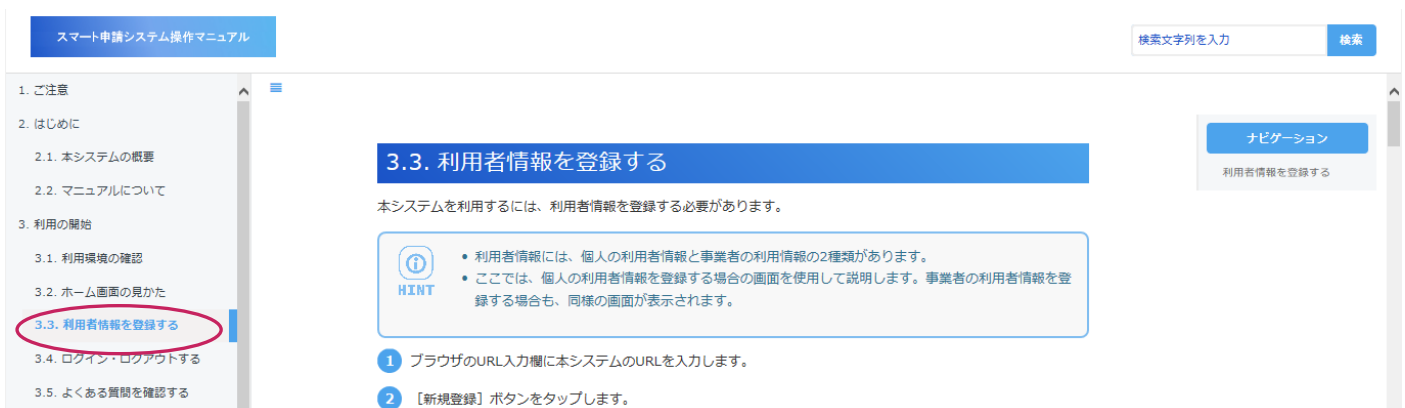 スマート申請システム操作マニュアル
検索文字列を入力
検索
1. ご注意
2. はじめに
2.1. 本システムの概要
2.2. マニュアルについて
3. 利用の開始
3.1. 利用環境の確認
3.2. ホーム画面の見かた
3.3. 利用者情報を登録する
3.4. ログイン・ログアウトする
3.5. よくある質問を確認する
3.3. 利用者情報を登録する
本システムを利用するには、利用者情報を登録する必要があります。
HINT
• 利用者情報には、個人の利用者情報と事業者の利用情報の2種類があります。
• ここでは、個人の利用者情報を登録する場合の画面を使用して説明します。事業者の利用者情報を登
録する場合も、同様の画面が表示されます。
1 ブラウザのURL入力欄に本システムのURLを入力します。
2 ［新規登録］ボタンをタップします。
ナビゲーション
利用者情報を登録する